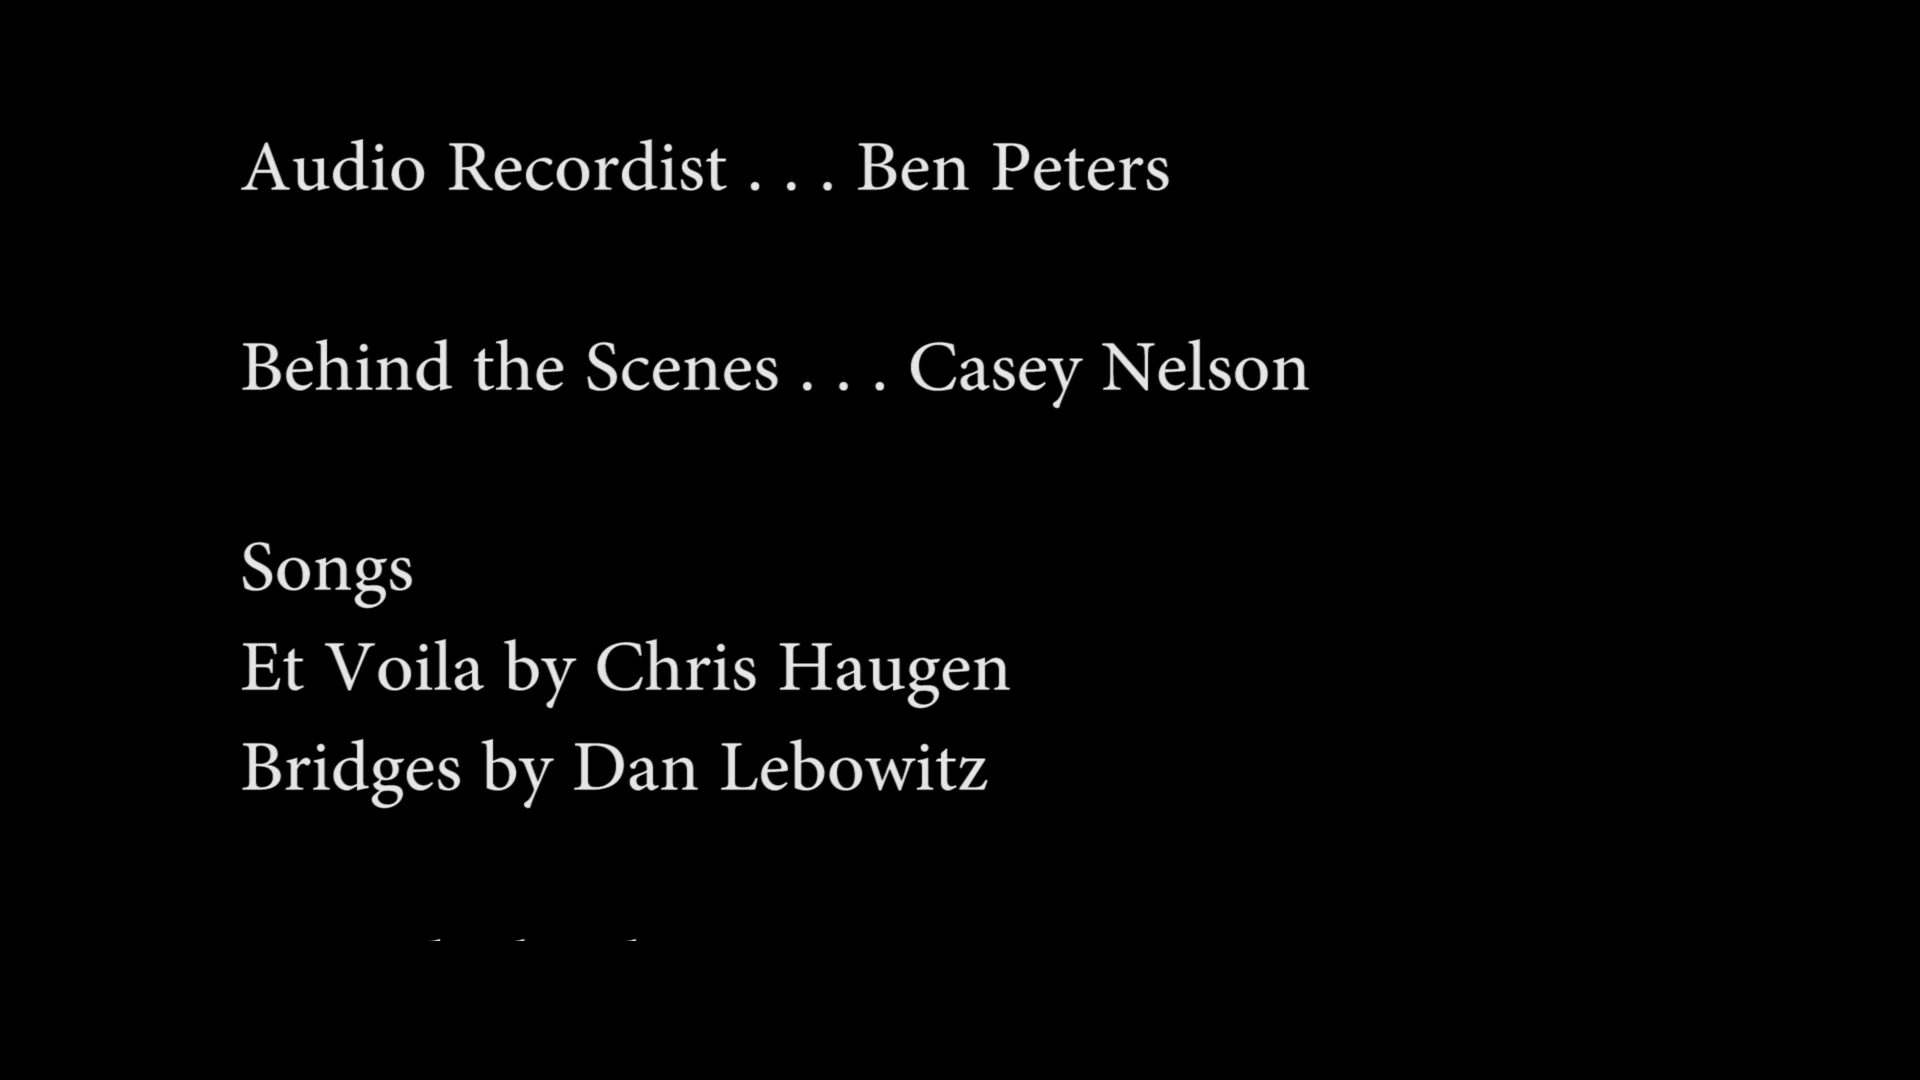 Audio Recordist . . . Ben Peters
Behind the Scenes . . . Casey Nelson
Songs
Et Voila by Chris Haugen
Bridges by Dan Lebowitz